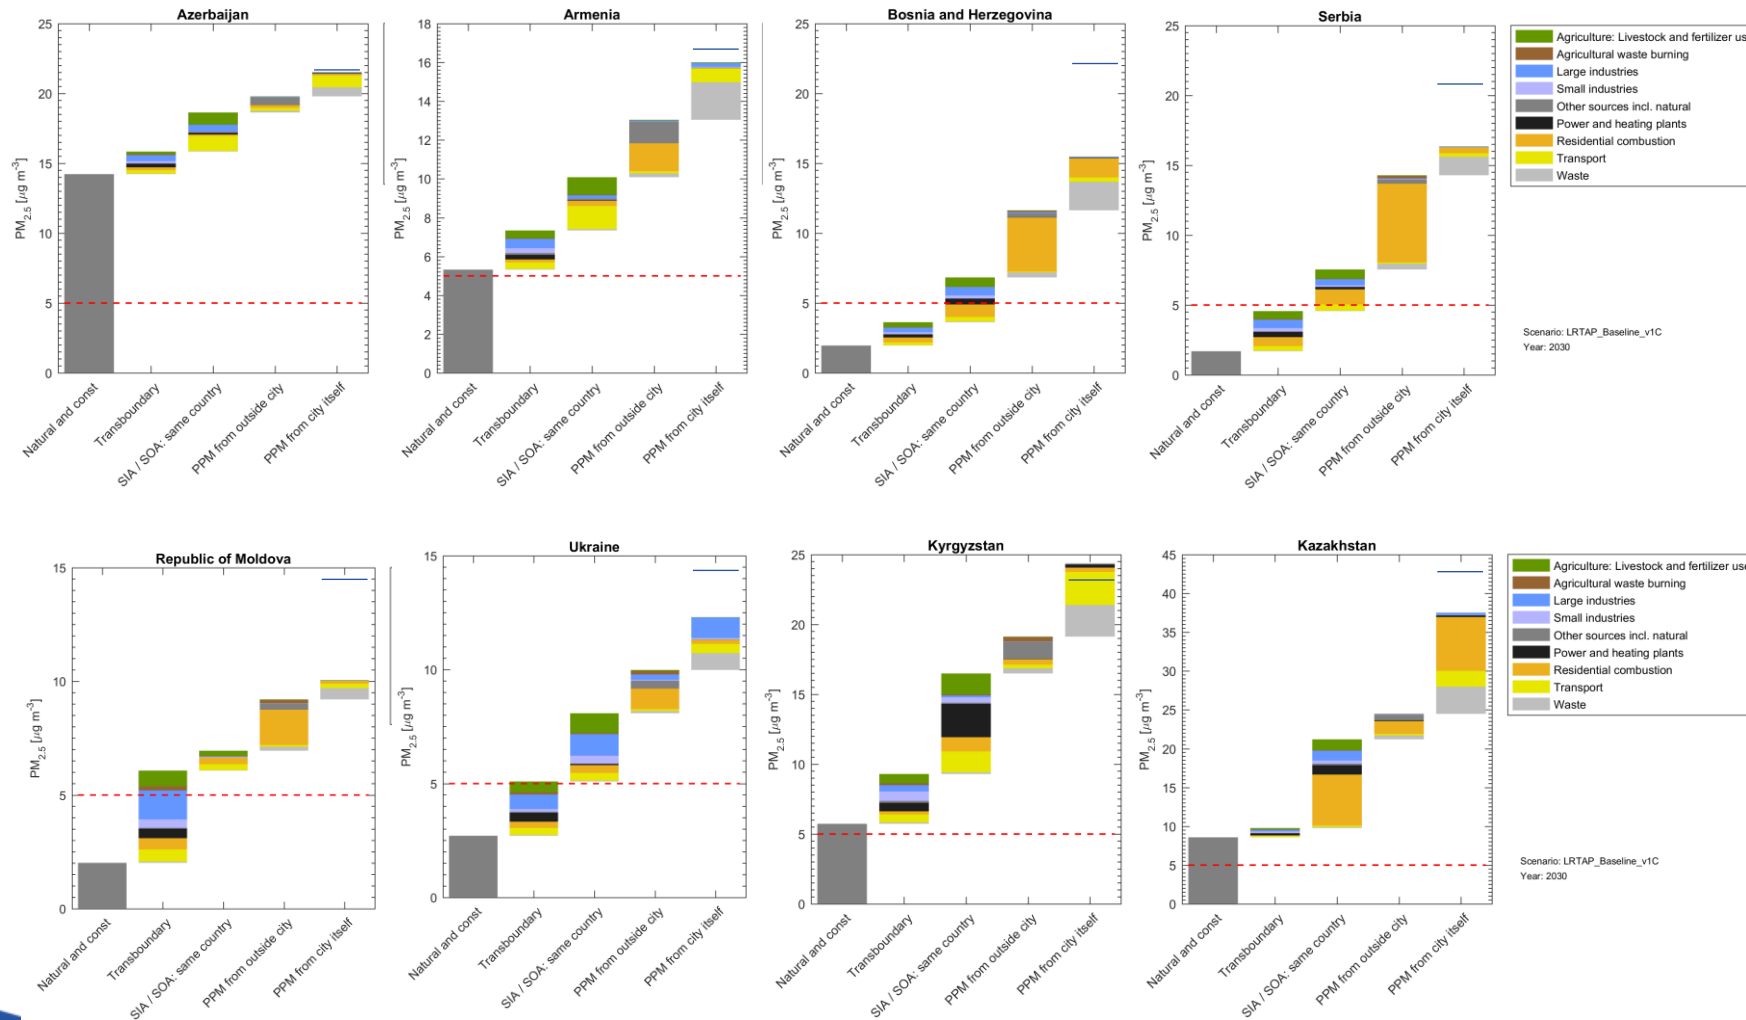 Azerbaijan
25
20
15
10
5
0
PM2.5 [μg m-3]
Natural and const
Transboundary
SIA / SOA: same country
PPM from outside city
PPM from city itself
Armenia
18
16
14
12
10
8
6
4
2
0
PM2.5 [μg m-3]
Natural and const
Transboundary
SIA / SOA: same country
PPM from outside city
PPM from city itself
Bosnia and Herzegovina
25
20
15
10
5
0
PM2.5 [μg m-3]
Natural and const
Transboundary
SIA / SOA: same country
PPM from outside city
PPM from city itself
Serbia
25
20
15
10
5
0
PM2.5 [μg m-3]
Natural and const
Transboundary
SIA / SOA: same country
PPM from outside city
PPM from city itself
Agriculture: Livestock and fertilizer us
Agricultural waste burning
Large industries
Small industries
Other sources incl. natural
Power and heating plants
Residential combustion
Transport
Waste
Scenario: LRTAP_Baseline_v1C
Year: 2030
Republic of Moldova
15
10
5
0
PM2.5 [μg m-3]
Natural and const
Transboundary
SIA / SOA: same country
PPM from outside city
PPM from city itself
Ukraine
15
10
5
0
PM2.5 [μg m-3]
Natural and const
Transboundary
SIA / SOA: same country
PPM from outside city
PPM from city itself
Kyrgyzstan
25
20
15
10
5
0
PM2.5 [μg m-3]
Natural and const
Transboundary
SIA / SOA: same country
PPM from outside city
PPM from city itself
Kazakhstan
45
40
35
30
25
20
15
10
5
0
PM2.5 [μg m-3]
Natural and const
Transboundary
SIA / SOA: same country
PPM from outside city
PPM from city itself
Agriculture: Livestock and fertilizer use
Agricultural waste burning
Large industries
Small industries
Other sources incl. natural
Power and heating plants
Residential combustion
Transport
Waste
Scenario: LRTAP_Baseline_v1C
Year: 2030